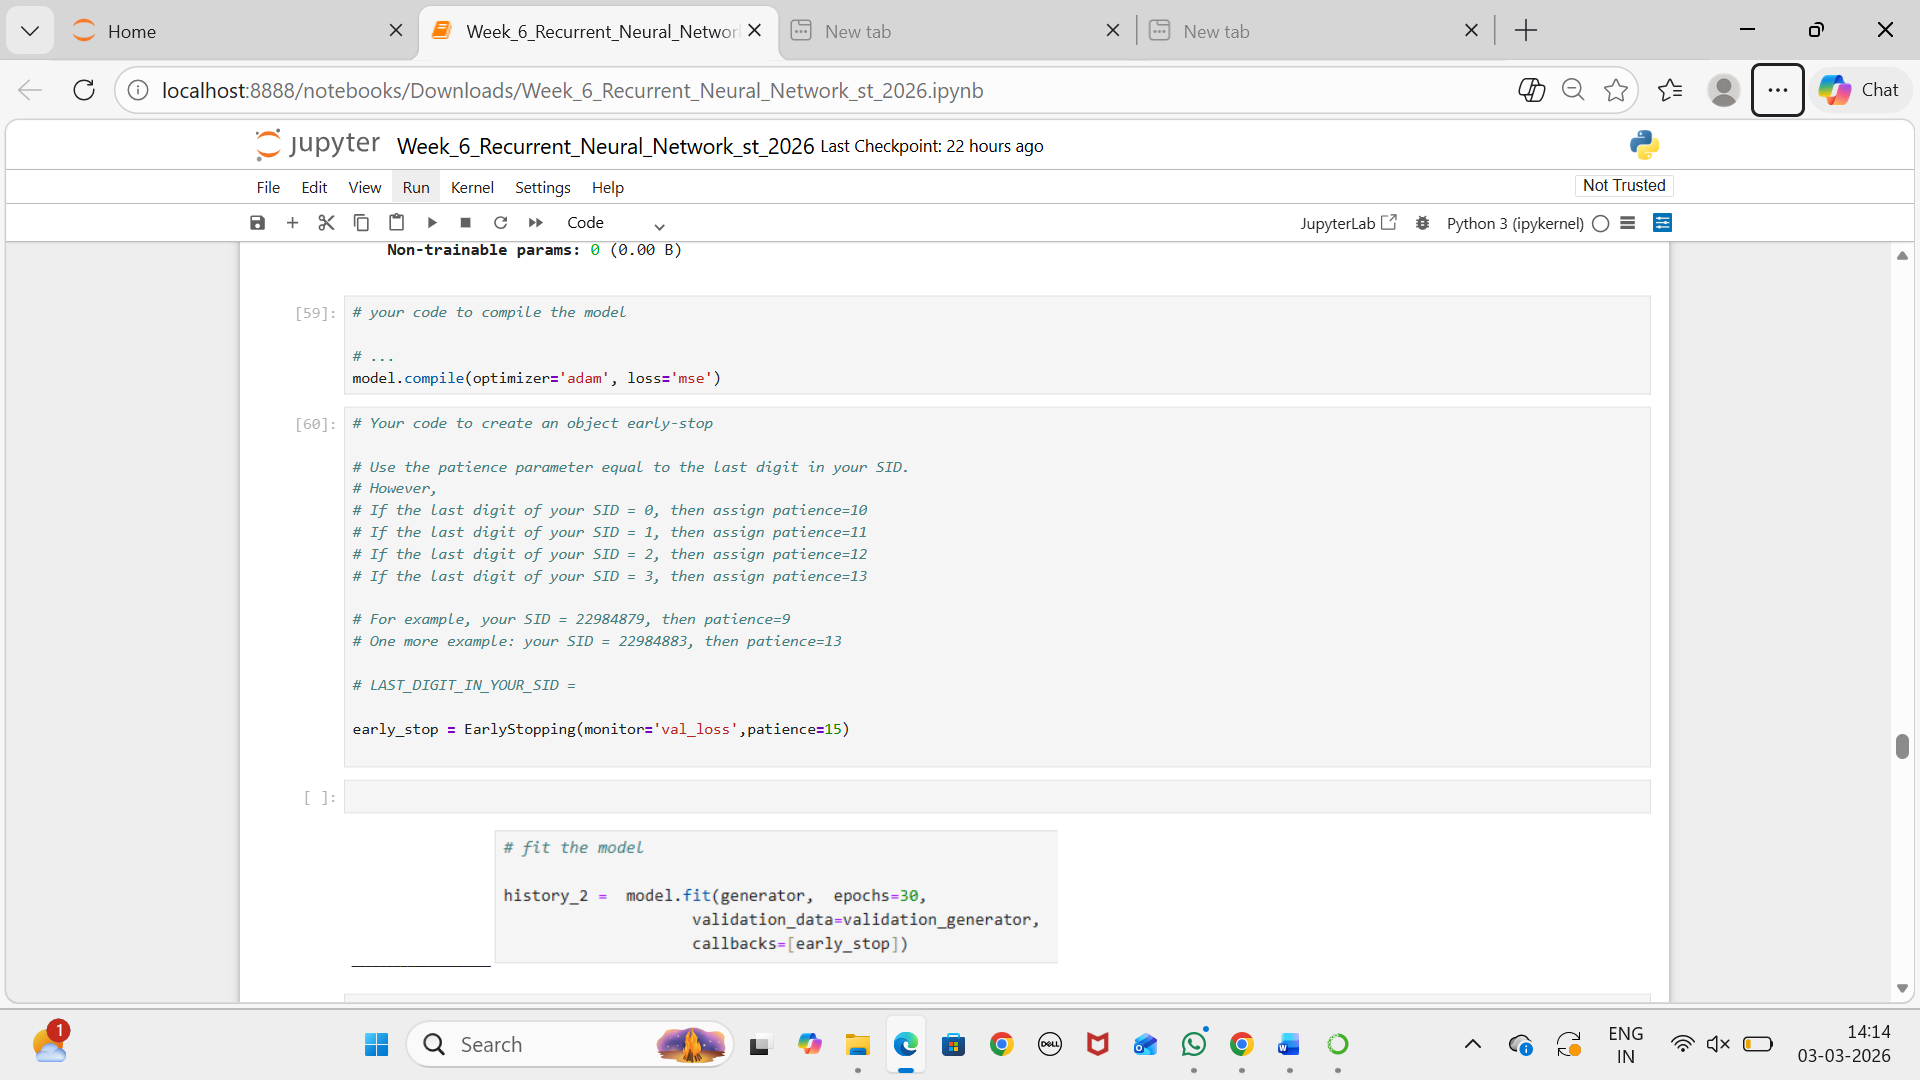 Home
Week_6_Recurrent_Neural_Networ
New tab
New tab
localhost:8888/notebooks/Downloads/Week_6_Recurrent_Neural_Network_st_2026.ipynb
Chat
jupyter Week_6_Recurrent_Neural_Network_st_2026 Last Checkpoint: 22 hours ago
File Edit View Run Kernel Settings Help
Not Trusted
Code
JupyterLab
Python 3 (ipykernel)
Non-trainable params: 0 (0.00 B)
[59]:
# your code to compile the model
# ...
model.compile(optimizer='adam', loss='mse')
[60]:
# Your code to create an object early-stop
# Use the patience parameter equal to the last digit in your SID.
# However,
# If the last digit of your SID = 0, then assign patience=10
# If the last digit of your SID = 1, then assign patience=11
# If the last digit of your SID = 2, then assign patience=12
# If the last digit of your SID = 3, then assign patience=13
# For example, your SID = 22984879, then patience=9
# One more example: your SID = 22984883, then patience=13
# LAST_DIGIT_IN_YOUR_SID =
early_stop = EarlyStopping(monitor='val_loss',patience=15)
[ ]:
# fit the model
history_2 = model.fit(generator, epochs=30,
validation_data=validation_generator,
callbacks=[early_stop])
1
Search
DELL
W
ENG
IN
14:14
03-03-2026